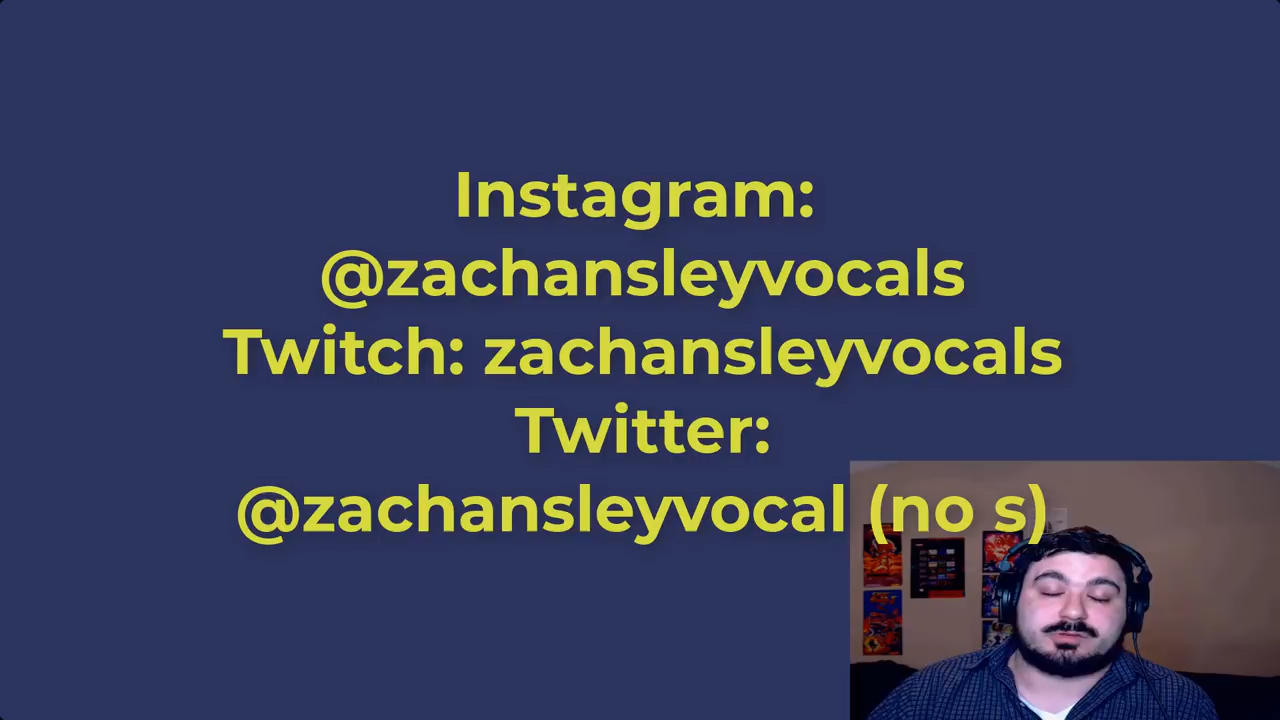 Instagram:
@zachansleyvocals
Twitch: zachansleyvocals
Twitter:
@zachansleyvocal (no s)